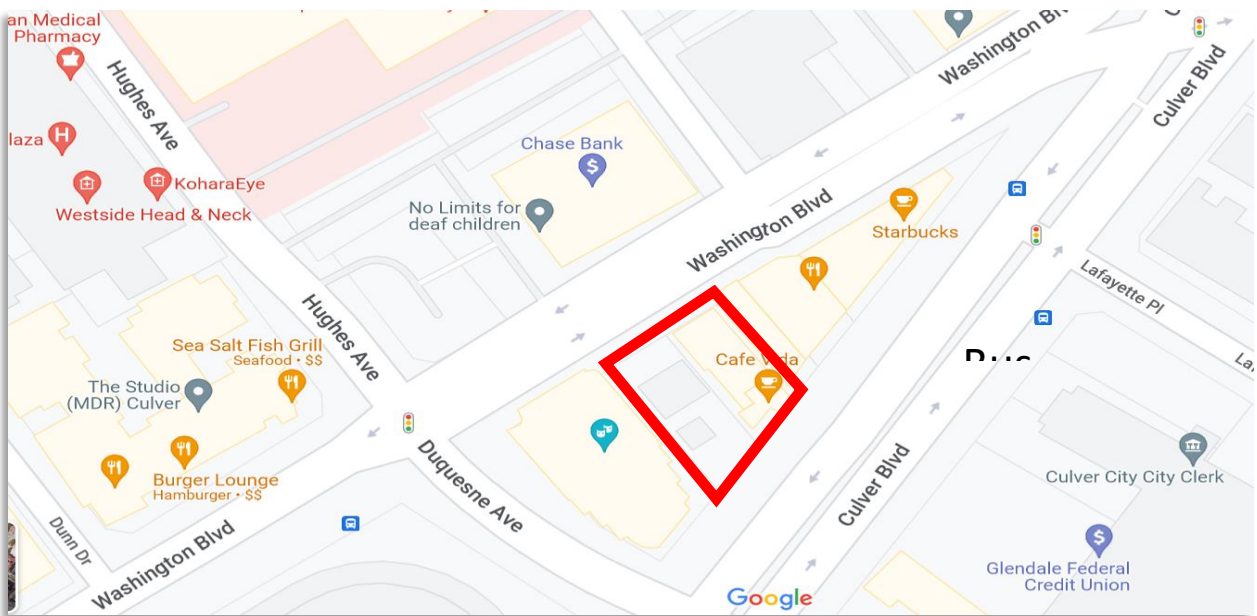 an Medical
Pharmacy
Hughes Ave
laza
H
KoharaEye
Westside Head & Neck
Chase Bank
$
No Limits for
deaf children
Washington Blvd
Culver Blvd
Washington Blvd
Starbucks
Lafayette Pl
Hughes Ave
Sea Salt Fish Grill
Seafood • $$
The Studio
(MDR) Culver
Cafe V da
Burger Lounge
Hamburger • $$
Duquesne Ave
Culver Blvd
Culver City City Clerk
Dunn Dr
Washington Blvd
$
Glendale Federal
Credit Union
Google